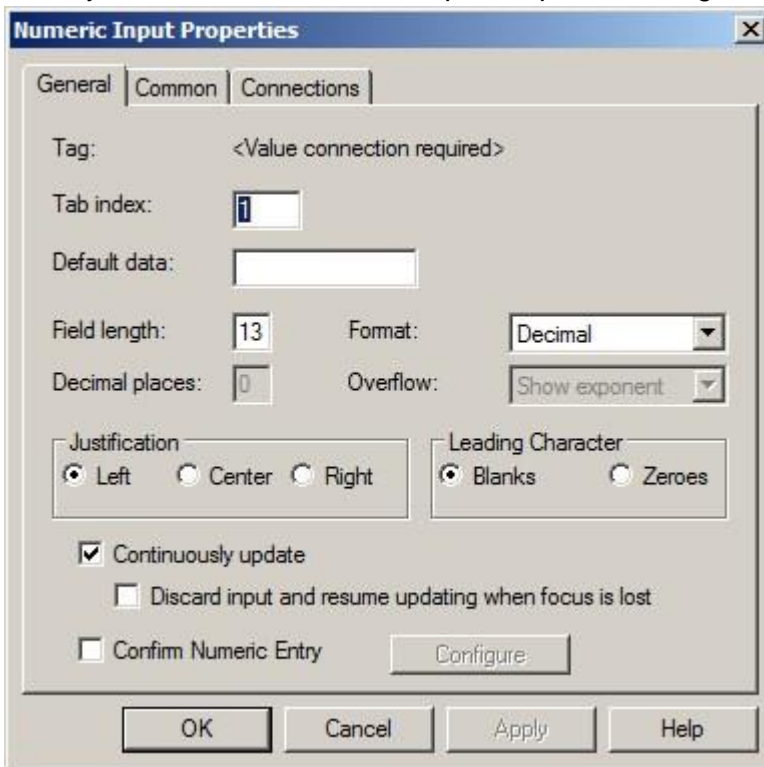 Numeric Input Properties
General Common Connections
Tag: <Value connection required>
Tab index: 1
Default data:
Field length: 13 Format: Decimal
Decimal places: 0 Overflow: Show exponent
Justification Leading Character
Left Center Right Blanks Zeroes
Continuously update
Discard input and resume updating when focus is lost
Confirm Numeric Entry Configure
OK Cancel Apply Help